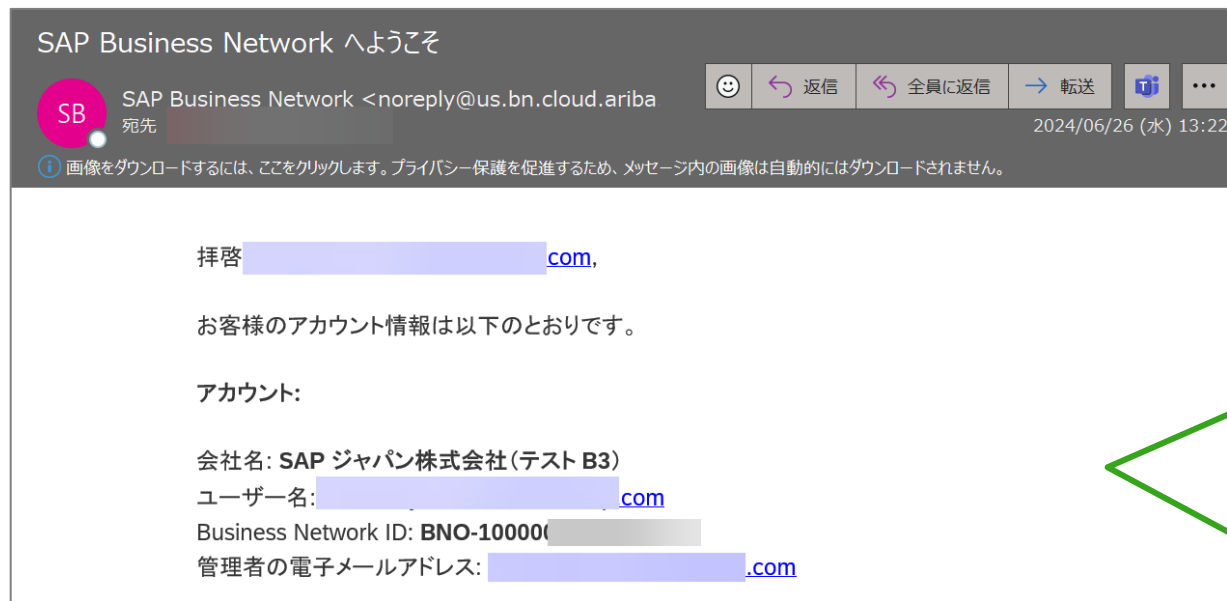 SAP Business Network へようこそ
SB
SAP Business Network <noreply@us.bn.cloud.ariba
返信
全員に返信
転送
宛先
2024/06/26 (水) 13:22
画像をダウンロードするには、ここをクリックします。プライバシー保護を促進するため、メッセージ内の画像は自動的にはダウンロードされません。
拝啓 com,
お客様のアカウント情報は以下のとおりです。
アカウント:
会社名: SAP ジャパン株式会社(テスト B3)
ユーザー名: com
Business Network ID: BNO-10000
管理者の電子メールアドレス: .com